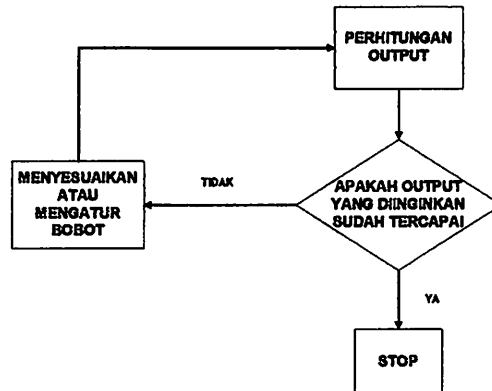 PERHITUNGAN
OUTPUT
MENYESUAIKAN
ATAU
MENGATUR
BOBOT
TIDAK
APAKAH OUTPUT
YANG DIINGINKAN
SUDAH TERCAPAI
YA
STOP